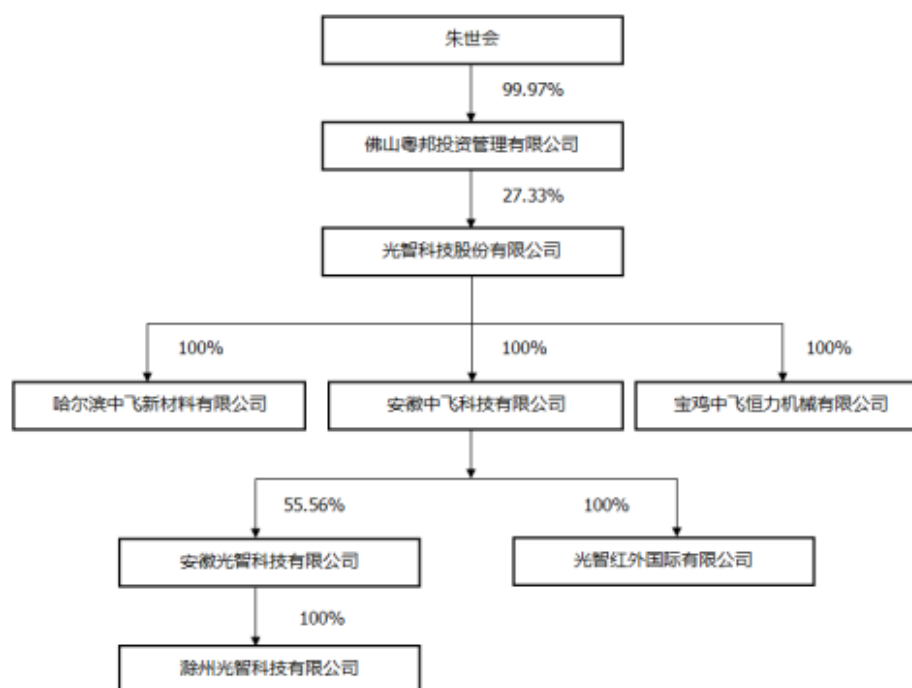 朱世会
99.97%
佛山粤邦投资管理有限公司
27.33%
光智科技股份有限公司
100%
100%
100%
哈尔滨中飞新材料有限公司
安徽中飞科技有限公司
宝鸡中飞恒力机械有限公司
55.56%
100%
安徽光智科技有限公司
光智红外国际有限公司
100%
滁州光智科技有限公司